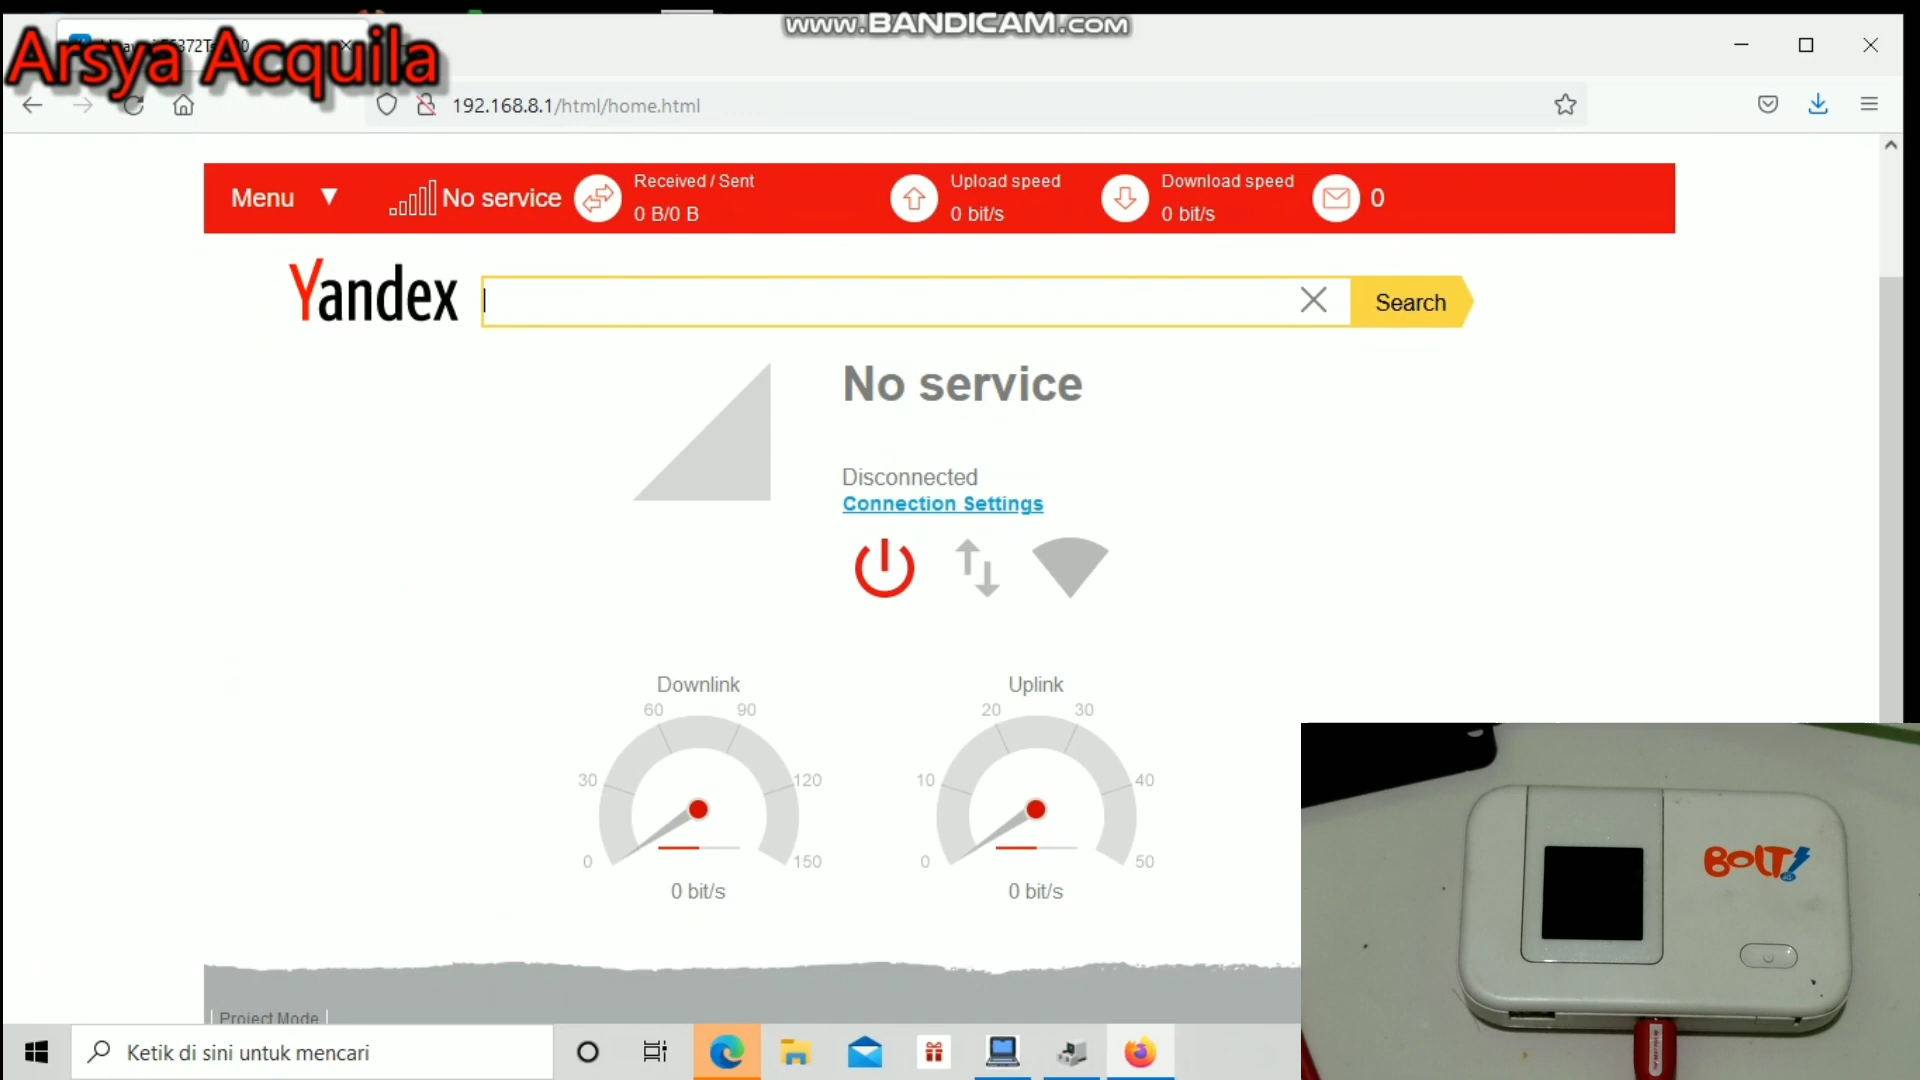 www.BANDICAM.com
Arsya Acquila
192.168.8.1/html/home.html
Menu ▼
No service
Received / Sent
0 B/0 B
Upload speed
0 bit/s
Download speed
0 bit/s
0
Yandex
Search
No service
Disconnected
Connection Settings
Downlink
60 90
30 120
0 150
0 bit/s
Uplink
20 30
10 40
0 50
0 bit/s
BOLT!
Project Mode
Ketik di sini untuk mencari